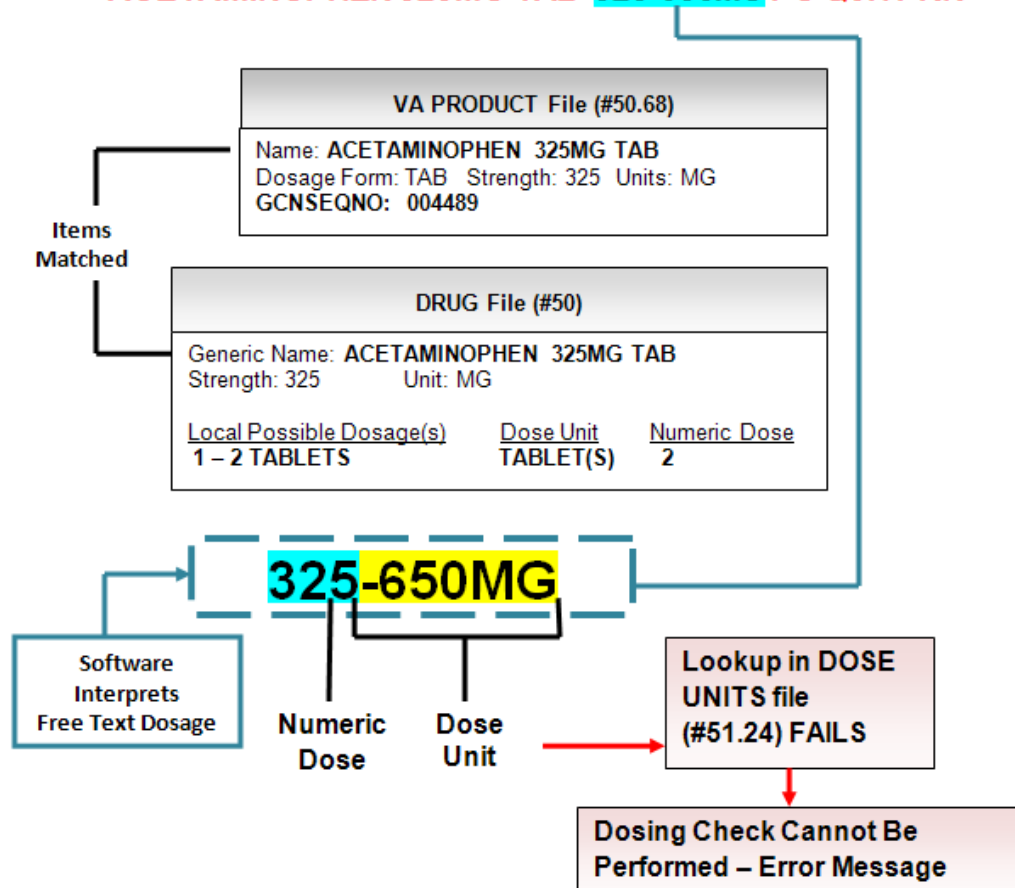 VA PRODUCT File (#50.68)
Name: ACETAMINOPHEN 325MG TAB
Dosage Form: TAB Strength: 325 Units: MG
GCNSEQNO: 004489
Items
Matched
DRUG File (#50)
Generic Name: ACETAMINOPHEN 325MG TAB
Strength: 325 Unit: MG
Local Possible Dosage(s) Dose Unit Numeric Dose
1 – 2 TABLETS TABLET(S) 2
325-650MG
Software
Interprets
Free Text Dosage
Numeric
Dose
Dose
Unit
Lookup in DOSE
UNITS file
(#51.24) FAILS
Dosing Check Cannot Be
Performed – Error Message